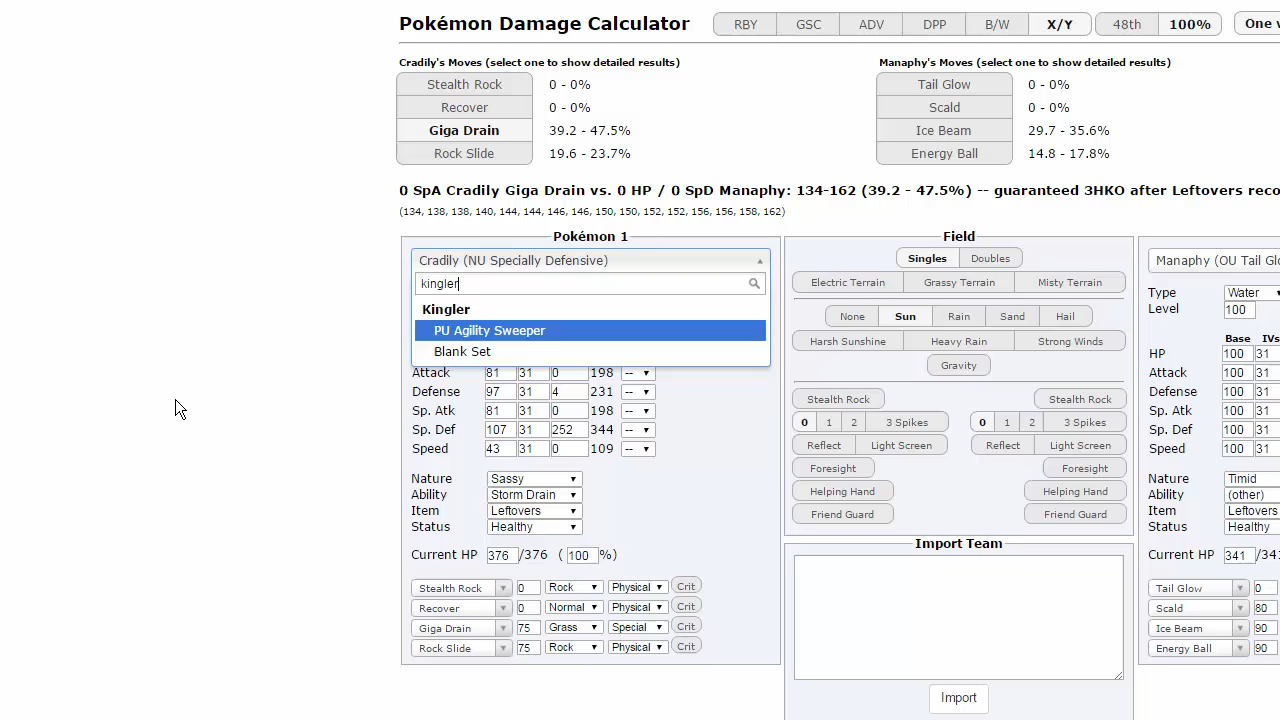 Pokémon Damage Calculator RBY GSC ADV DPP B/W X/Y 48th 100% One v
Cradily's Moves (select one to show detailed results) Manaphy's Moves (select one to show detailed results)
Stealth Rock 0 - 0% Tail Glow 0 - 0%
Recover 0 - 0% Scald 0 - 0%
Giga Drain 39.2 - 47.5% Ice Beam 29.7 - 35.6%
Rock Slide 19.6 - 23.7% Energy Ball 14.8 - 17.8%
0 SpA Cradily Giga Drain vs. 0 HP / 0 SpD Manaphy: 134-162 (39.2 - 47.5%) -- guaranteed 3HKO after Leftovers reco
(134, 138, 138, 140, 144, 144, 146, 146, 150, 150, 152, 152, 156, 156, 158, 162)
Pokémon 1
Cradily (NU Specially Defensive)
kingler
Kingler
PU Agility Sweeper
Blank Set
Attack 81 31 0 198 --
Defense 97 31 4 231 --
Sp. Atk 81 31 0 198 --
Sp. Def 107 31 252 344 --
Speed 43 31 0 109 --
Nature Sassy
Ability Storm Drain
Item Leftovers
Status Healthy
Current HP 376 /376 ( 100 %)
Stealth Rock 0 Rock Physical Crit
Recover 0 Normal Physical Crit
Giga Drain 75 Grass Special Crit
Rock Slide 75 Rock Physical Crit
Field
Singles Doubles
Electric Terrain Grassy Terrain Misty Terrain
None Sun Rain Sand Hail
Harsh Sunshine Heavy Rain Strong Winds
Gravity
Stealth Rock Stealth Rock
0 1 2 3 Spikes 0 1 2 3 Spikes
Reflect Light Screen Reflect Light Screen
Foresight Foresight
Helping Hand Helping Hand
Friend Guard Friend Guard
Import Team
Import
Manaphy (OU Tail Glo
Type Water
Level 100
Base IVs
HP 100 31
Attack 100 31
Defense 100 31
Sp. Atk 100 31
Sp. Def 100 31
Speed 100 31
Nature Timid
Ability (other)
Item Leftovers
Status Healthy
Current HP 341 /341
Tail Glow 0
Scald 80
Ice Beam 90
Energy Ball 90